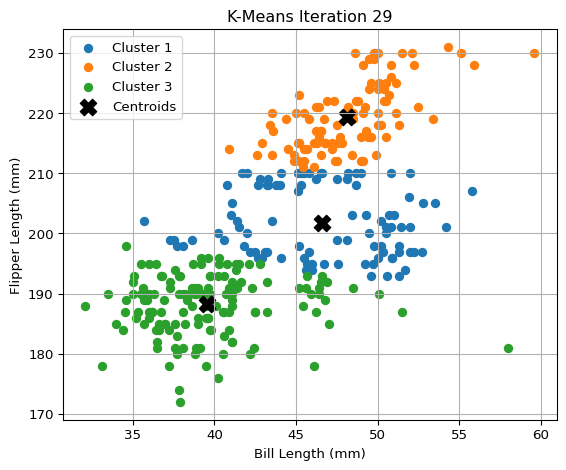 K-Means Iteration 29
Cluster 1
Cluster 2
Cluster 3
Centroids
Flipper Length (mm)
230
220
210
200
190
180
170
35
40
45
50
55
60
Bill Length (mm)